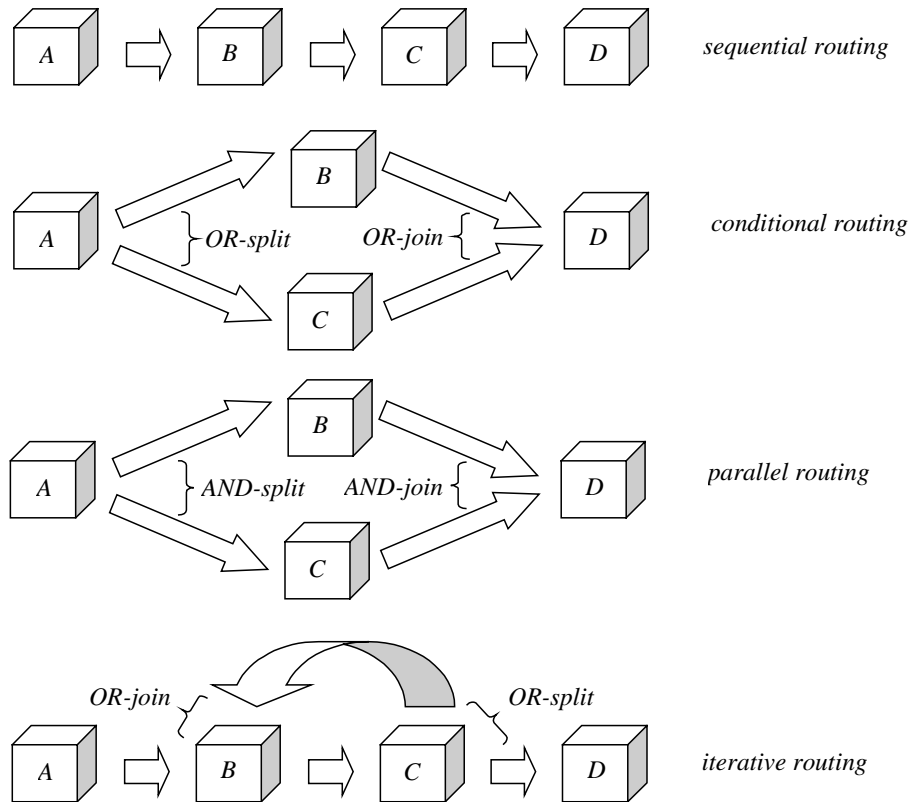 A B C D sequential routing
B
A OR-split OR-join D conditional routing
C
B
A AND-split AND-join D parallel routing
C
OR-join OR-split
A B C D iterative routing